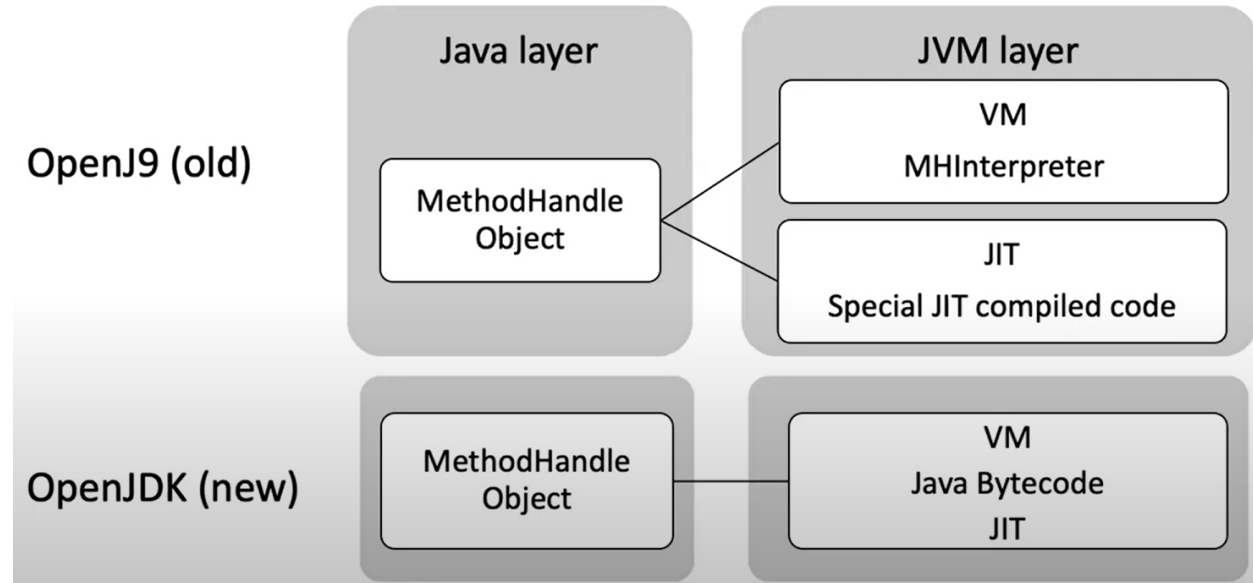 Java layer
JVM layer
OpenJ9 (old)
MethodHandle
Object
VM
MHInterpreter
JIT
Special JIT compiled code
OpenJDK (new)
MethodHandle
Object
VM
Java Bytecode
JIT